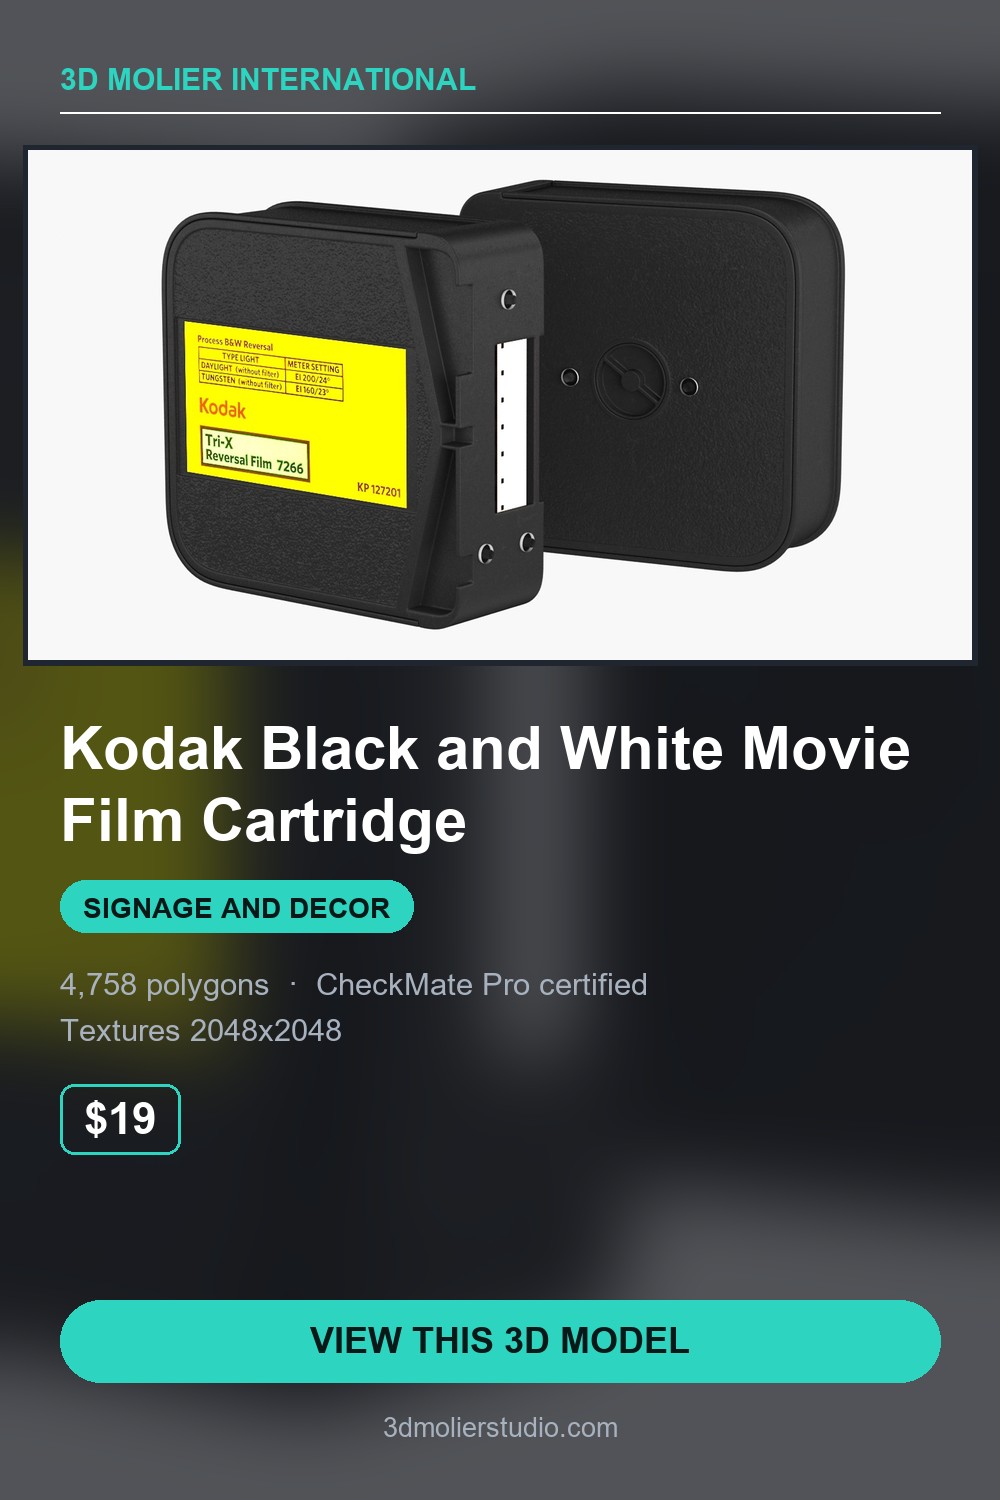 3D MOLIER INTERNATIONAL
Process B&W Reversal
TYPE LIGHT METER SETTING
DAYLIGHT (without filter) EI 200/24°
TUNGSTEN (without filter) EI 160/23°
Kodak
Tri-X
Reversal Film 7266
KP 127201
Kodak Black and White Movie
Film Cartridge
SIGNAGE AND DECOR
4,758 polygons · CheckMate Pro certified
Textures 2048x2048
$19
VIEW THIS 3D MODEL
3dmolierstudio.com